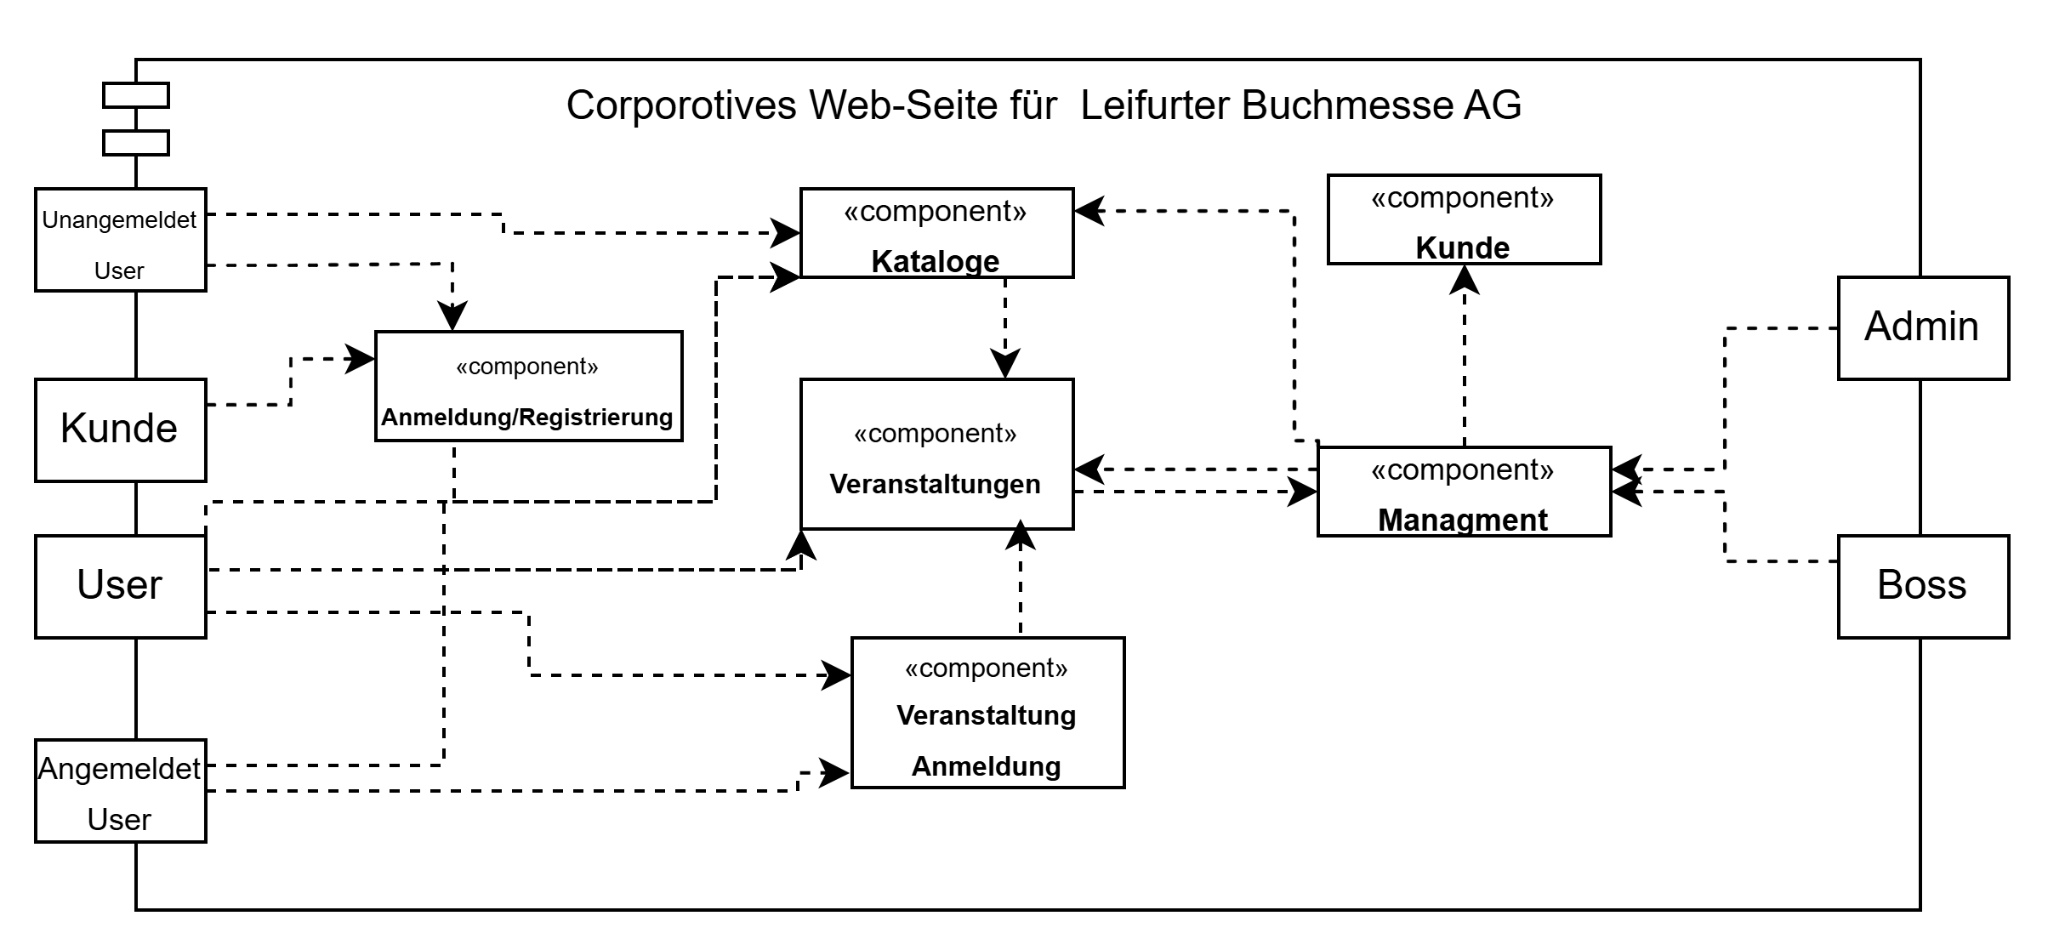 Corporotives Web-Seite für Leifurter Buchmesse AG
Unangemeldet
User
Kunde
User
Angemeldet
User
«component»
Anmeldung/Registrierung
«component»
Kataloge
«component»
Veranstaltungen
«component»
Veranstaltung
Anmeldung
«component»
Kunde
«component»
Managment
Admin
Boss